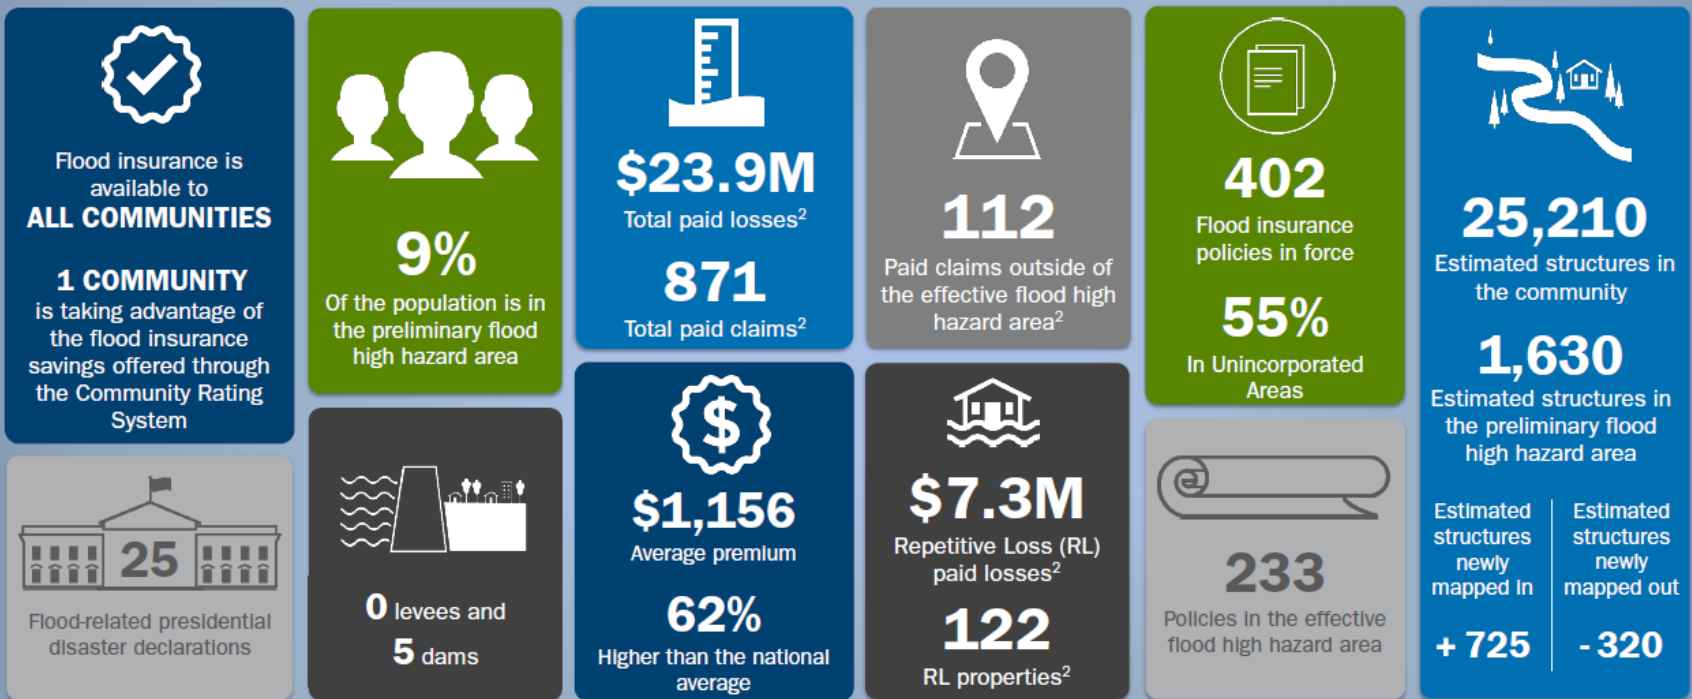 Flood insurance is
available to
ALL COMMUNITIES
1 COMMUNITY
is taking advantage of
the flood insurance
savings offered through
the Community Rating
System
25
Flood-related presidential
disaster declarations
9%
Of the population is in
the preliminary flood
high hazard area
0 levees and
5 dams
$23.9M
Total paid losses²
871
Total paid claims²
$
$1,156
Average premium
62%
Higher than the national
average
112
Paid claims outside of
the effective flood high
hazard area²
$7.3M
Repetitive Loss (RL)
paid losses²
122
RL properties²
402
Flood insurance
policies in force
55%
In Unincorporated
Areas
233
Policies in the effective
flood high hazard area
25,210
Estimated structures in
the community
1,630
Estimated structures in
the preliminary flood
high hazard area
Estimated
structures
newly
mapped in
+ 725
Estimated
structures
newly
mapped out
- 320